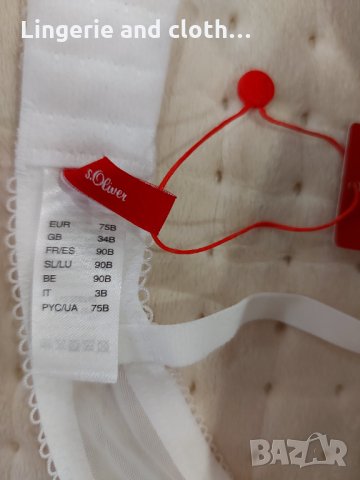 Lingerie and cloth...
s.Oliver
EUR 75B
GB 34B
FR/ES 90B
SL/LU 90B
BE 90B
IT 3B
РУС/UA 75B
BAZAR